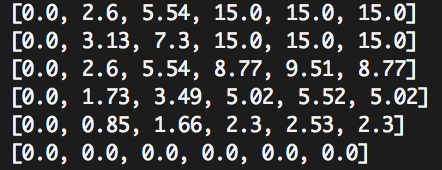 [0.0, 2.6, 5.54, 15.0, 15.0, 15.0]
[0.0, 3.13, 7.3, 15.0, 15.0, 15.0]
[0.0, 2.6, 5.54, 8.77, 9.51, 8.77]
[0.0, 1.73, 3.49, 5.02, 5.52, 5.02]
[0.0, 0.85, 1.66, 2.3, 2.53, 2.3]
[0.0, 0.0, 0.0, 0.0, 0.0, 0.0]